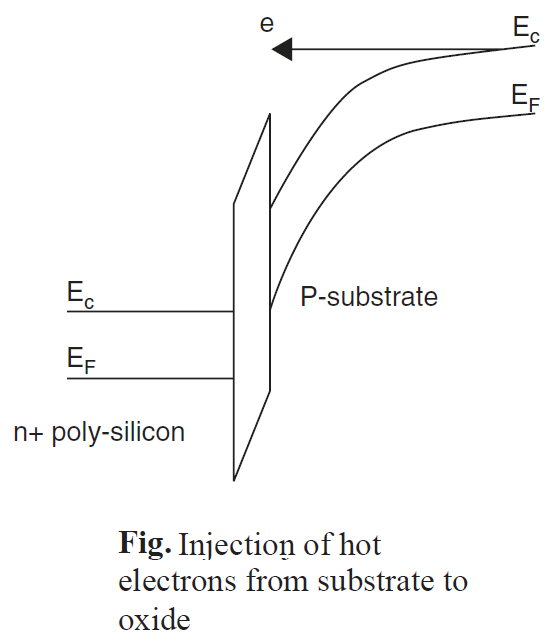 e
Ec
EF
Ec
P-substrate
EF
n+ poly-silicon
Fig. Injection of hot
electrons from substrate to
oxide